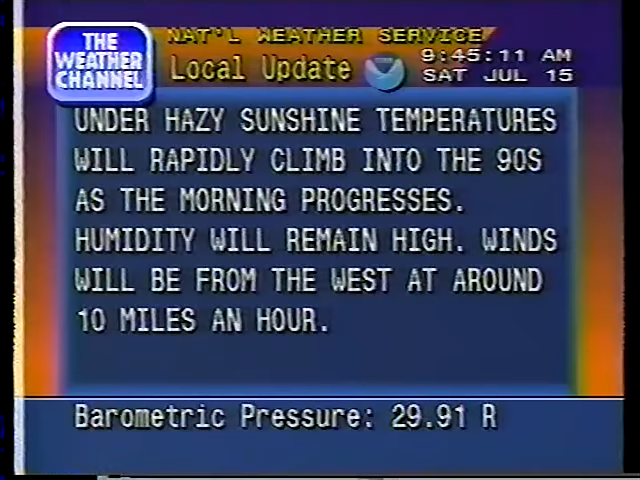 THE
WEATHER
CHANNEL
NAT'L WEATHER SERVICE
Local Update
9:45:11 AM
SAT JUL 15
UNDER HAZY SUNSHINE TEMPERATURES
WILL RAPIDLY CLIMB INTO THE 90S
AS THE MORNING PROGRESSES.
HUMIDITY WILL REMAIN HIGH. WINDS
WILL BE FROM THE WEST AT AROUND
10 MILES AN HOUR.
Barometric Pressure: 29.91 R